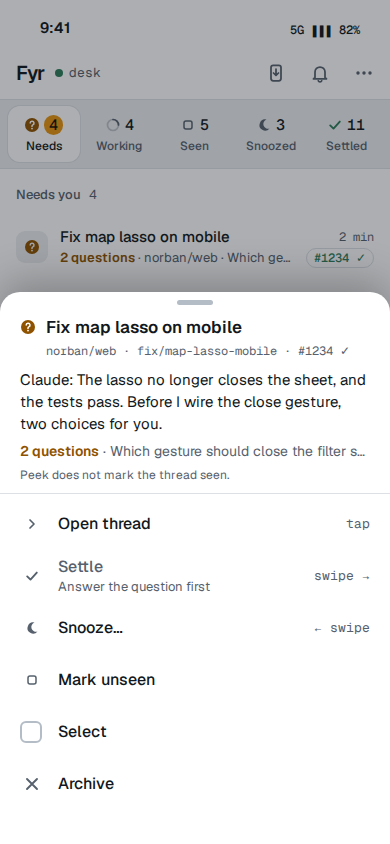 9:41
5G 82%
Fyr desk
4 4 5 3 11
Needs Working Seen Snoozed Settled
Needs you 4
Fix map lasso on mobile 2 min
2 questions · norban/web · Which ge… #1234 ✓
Fix map lasso on mobile
norban/web · fix/map-lasso-mobile · #1234 ✓
Claude: The lasso no longer closes the sheet, and
the tests pass. Before I wire the close gesture,
two choices for you.
2 questions · Which gesture should close the filter s…
Peek does not mark the thread seen.
Open thread tap
Settle swipe →
Answer the question first
Snooze… ← swipe
Mark unseen
Select
Archive